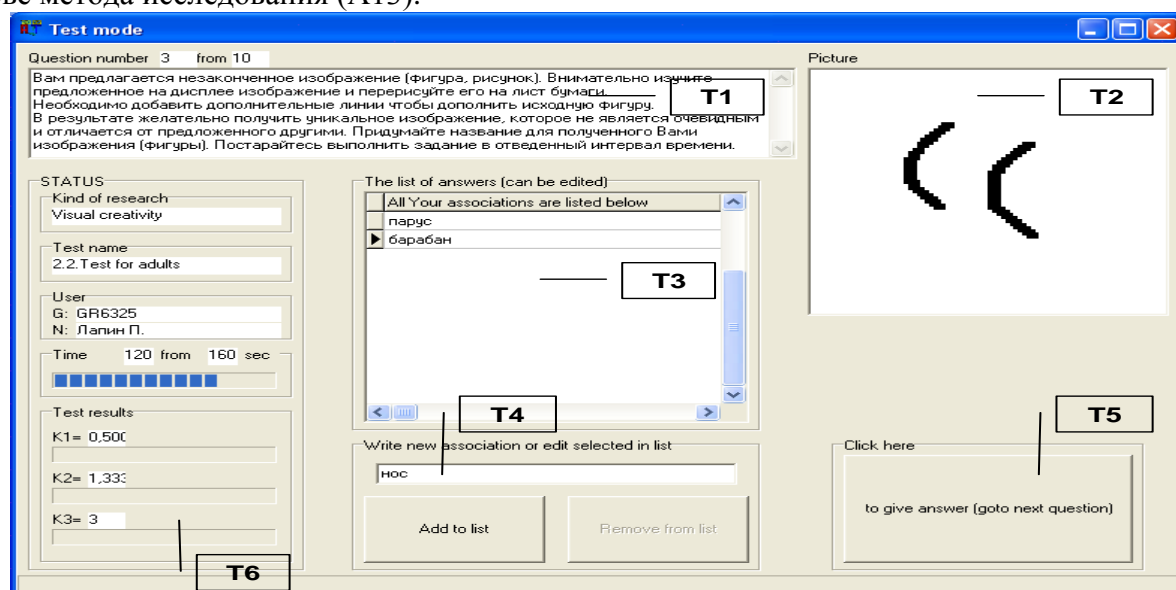 ве метода исследования (А13).
Test mode
Question number 3 from 10
Picture
Вам предлагается незаконченное изображение (фигура, рисунок). Внимательно изучите
предложенное на дисплее изображение и перерисуйте его на лист бумаги.
Необходимо добавить дополнительные линии чтобы дополнить исходную фигуру.
В результате желательно получить уникальное изображение, которое не является очевидным
и отличается от предложенного другими. Придумайте название для полученного Вами
изображения (фигуры). Постарайтесь выполнить задание в отведенный интервал времени.
T1
T2
STATUS
Kind of research
Visual creativity
Test name
2.2.Test for adults
User
G: GR6325
N: Лапин П.
Time 120 from 160 sec
Test results
K1= 0,500
K2= 1,333
K3= 3
T6
The list of answers (can be edited)
All Your associations are listed below
парус
барабан
T3
T4
Write new association or edit selected in list
нос
Add to list
Remove from list
T5
Click here
to give answer (goto next question)